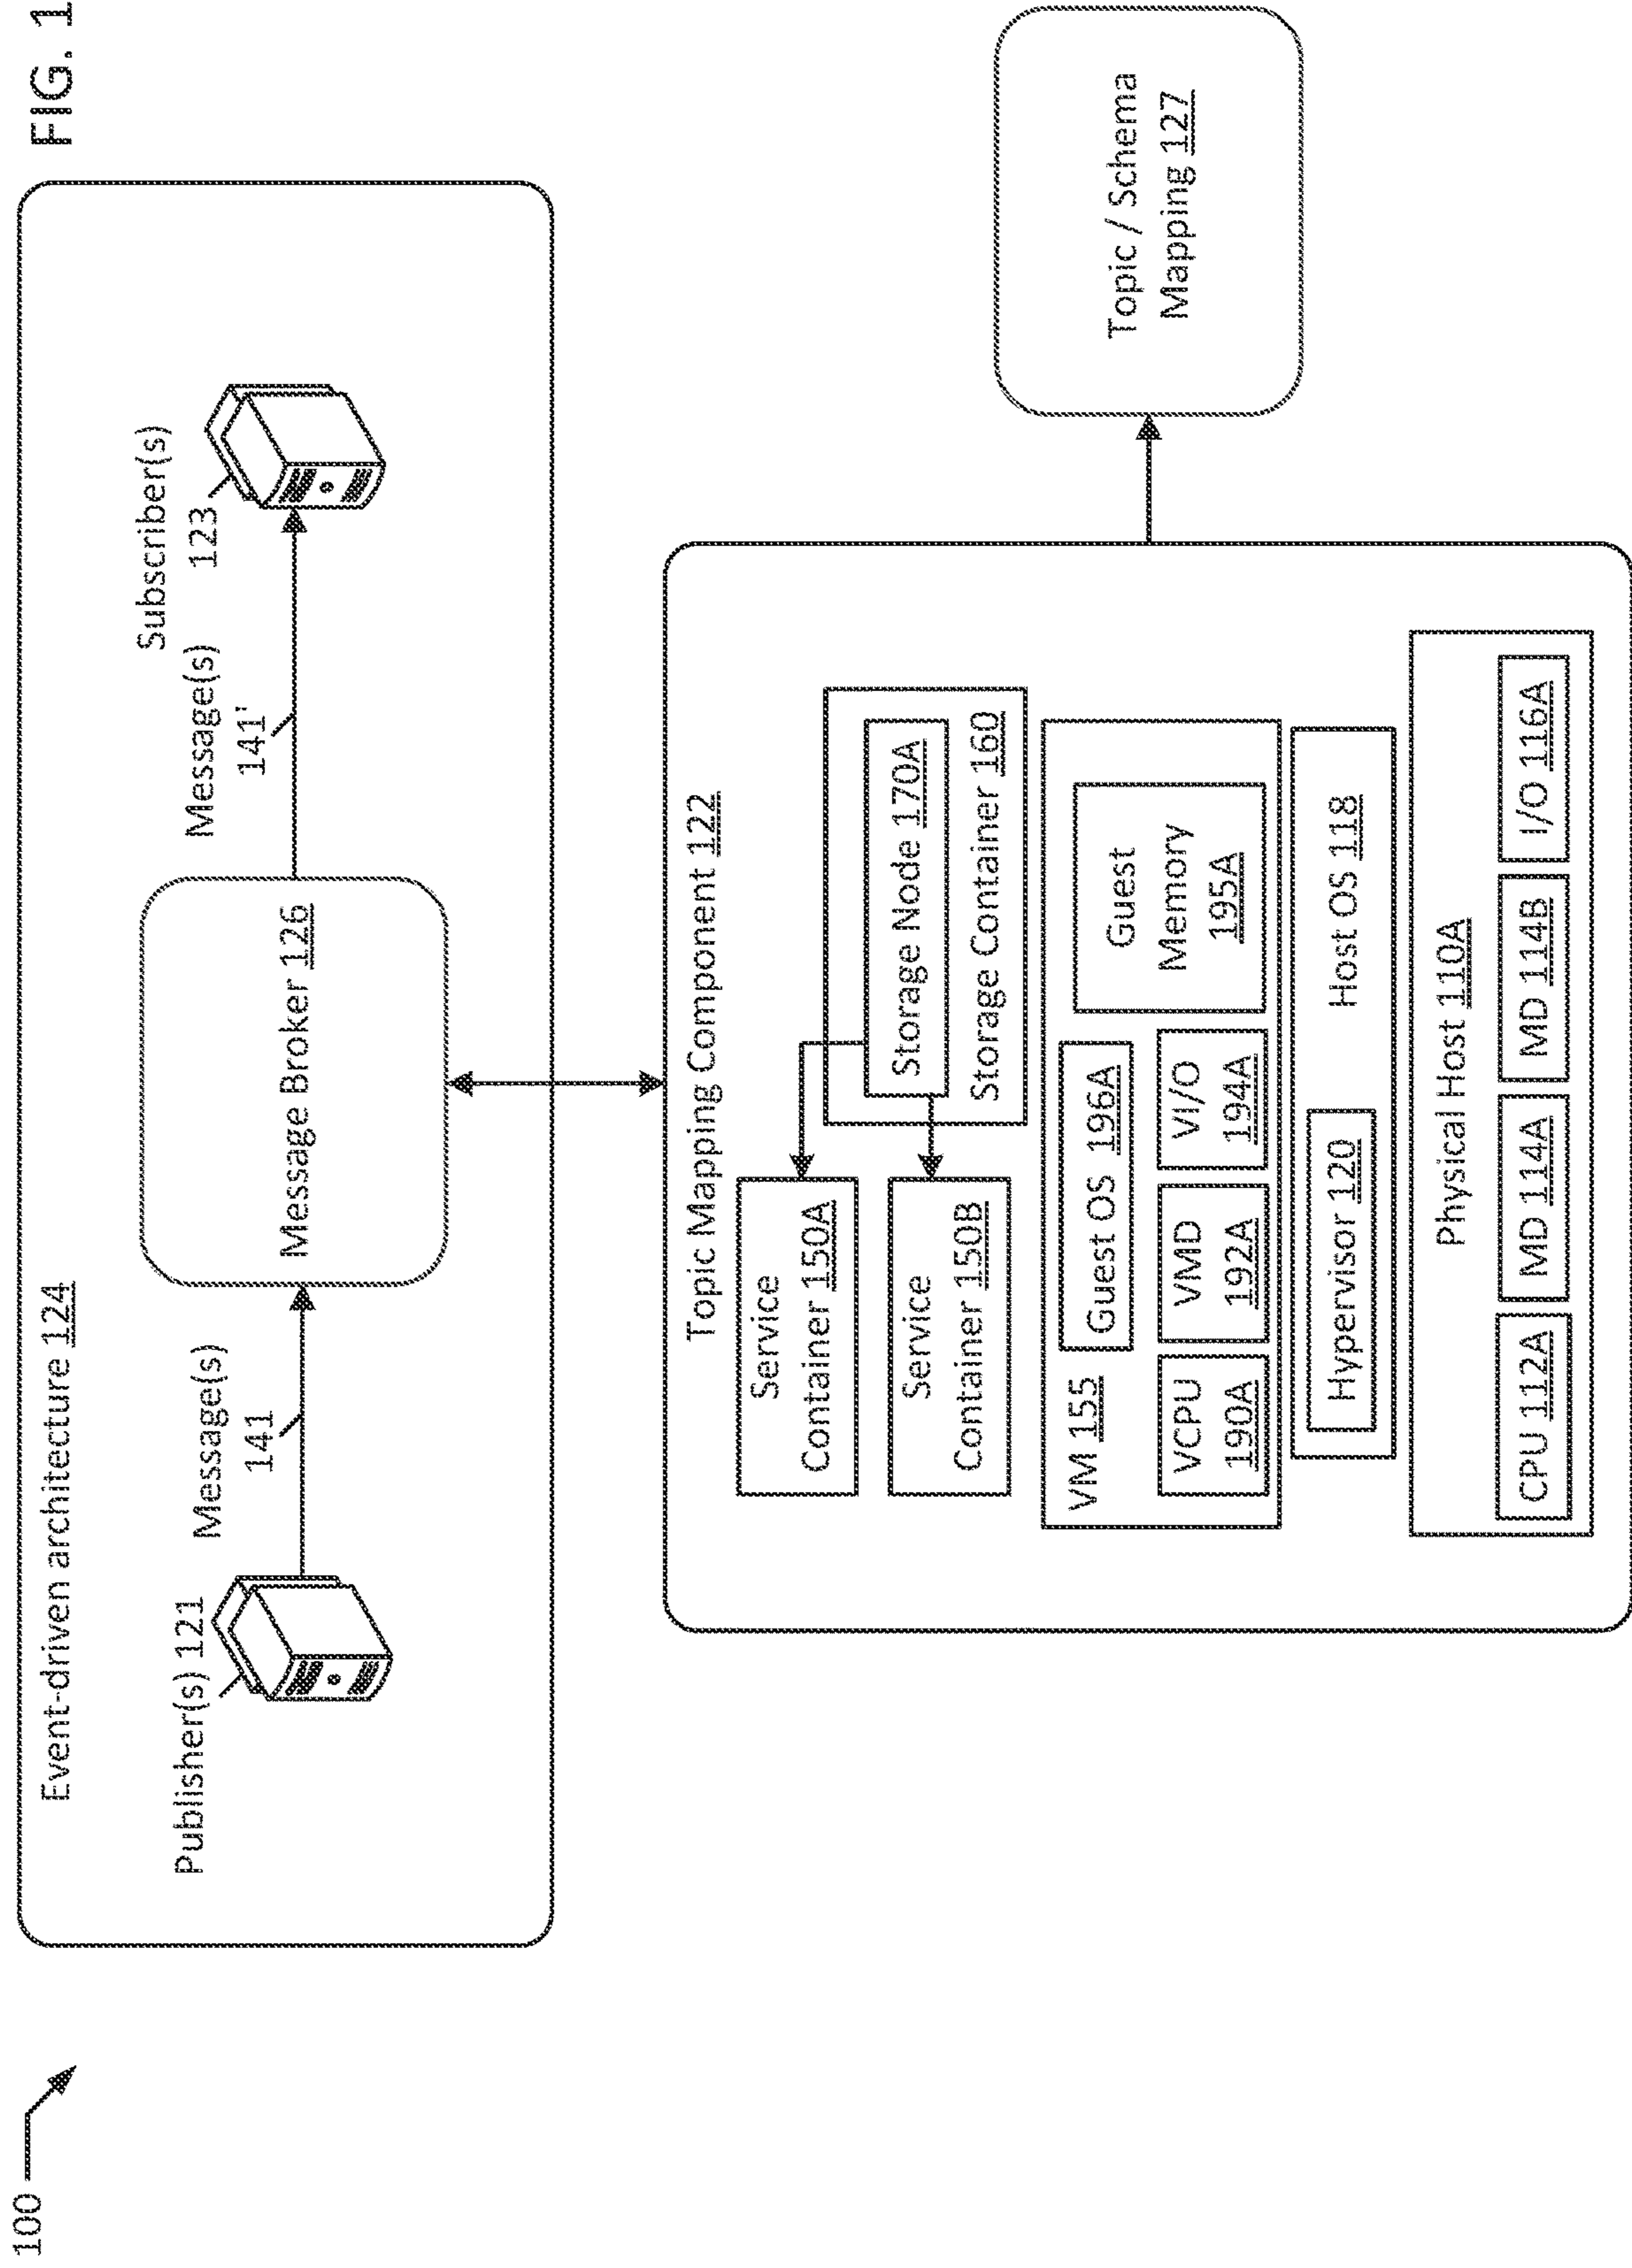 100
FIG. 1
Event-driven architecture 124
Publisher(s) 121
Message(s)
141
Message Broker 126
Message(s)
141'
Subscriber(s)
123
Topic Mapping Component 122
Service
Container 150A
Service
Container 150B
Storage Node 170A
Storage Container 160
VM 155
Guest OS 196A
VCPU
190A
VMD
192A
VI/O
194A
Guest
Memory
195A
Hypervisor 120
Host OS 118
Physical Host 110A
CPU 112A
MD 114A
MD 114B
I/O 116A
Topic / Schema
Mapping 127